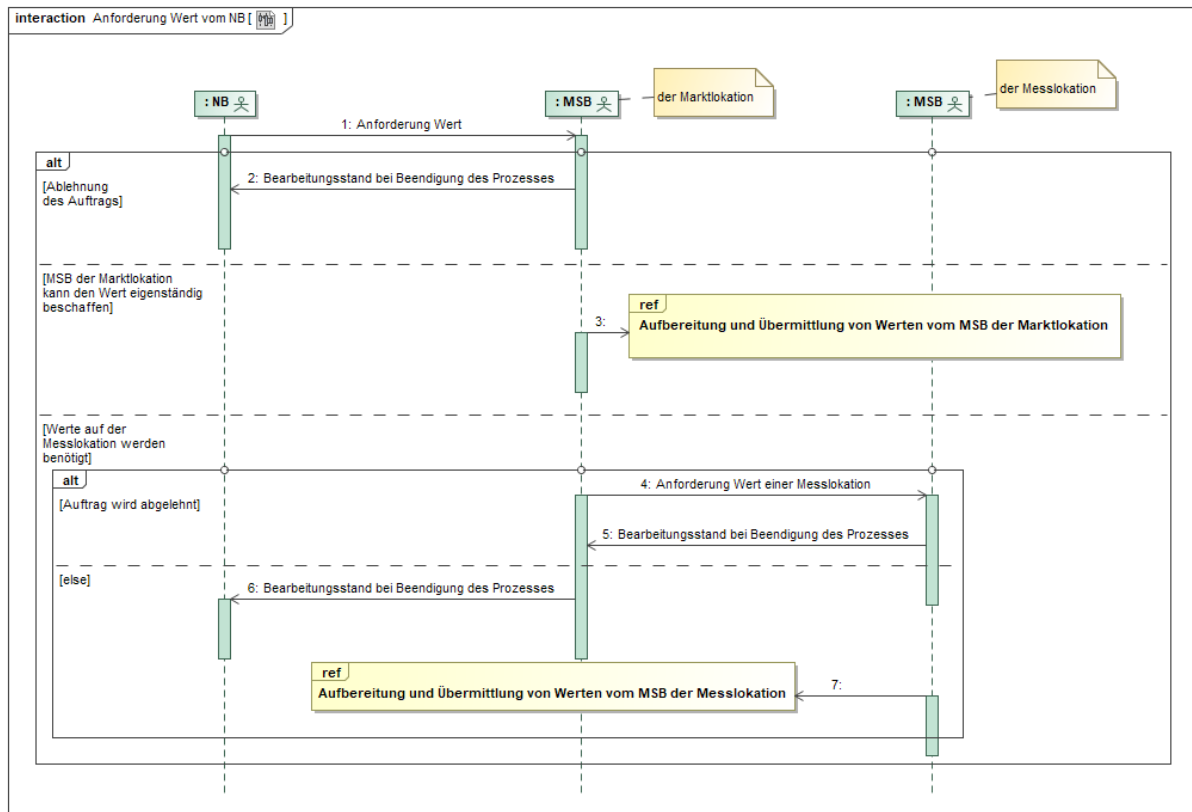 interaction Anforderung Wert vom NB [ ]
der Marktlokation
der Messlokation
: NB
: MSB
: MSB
1: Anforderung Wert
alt
[Ablehnung
des Auftrags]
2: Bearbeitungsstand bei Beendigung des Prozesses
[MSB der Marktlokation
kann den Wert eigenständig
beschaffen]
ref
3:
Aufbereitung und Übermittlung von Werten vom MSB der Marktlokation
[Werte auf der
Messlokation werden
benötigt]
alt
4: Anforderung Wert einer Messlokation
[Auftrag wird abgelehnt]
5: Bearbeitungsstand bei Beendigung des Prozesses
[else]
6: Bearbeitungsstand bei Beendigung des Prozesses
ref
7:
Aufbereitung und Übermittlung von Werten vom MSB der Messlokation